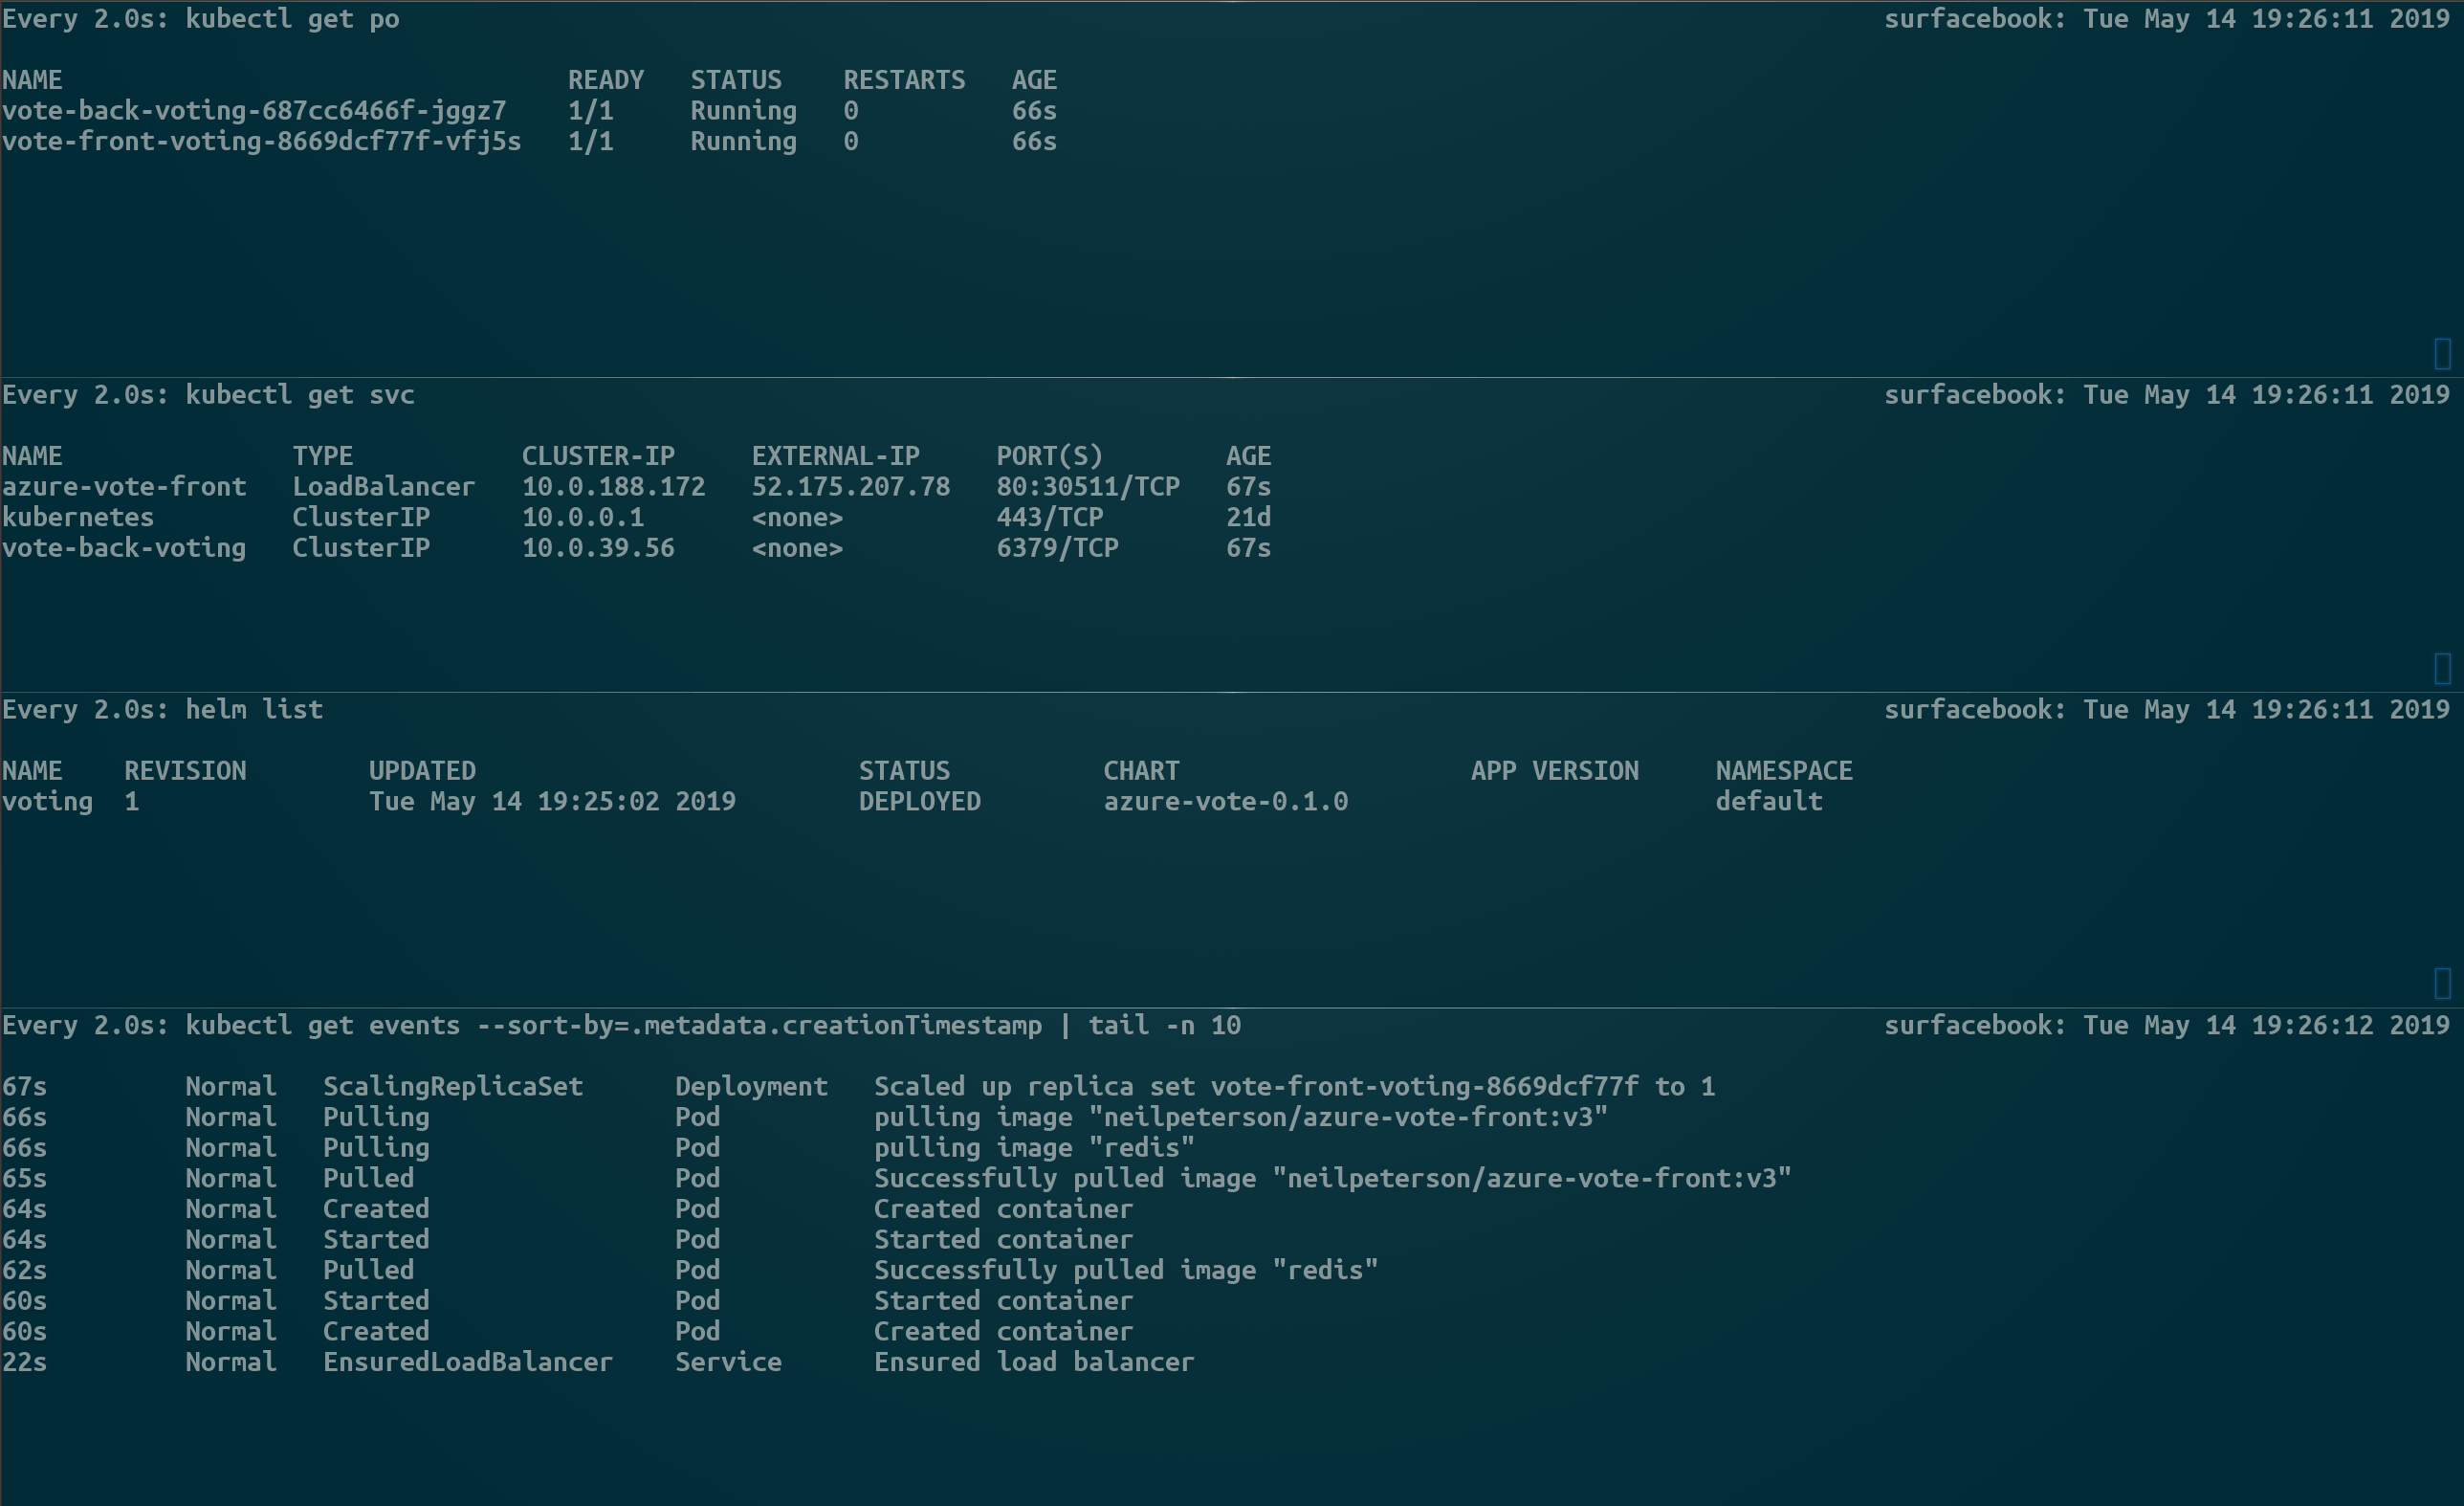 Every 2.0s: kubectl get po surfacebook: Tue May 14 19:26:11 2019
NAME READY STATUS RESTARTS AGE
vote-back-voting-687cc6466f-jggz7 1/1 Running 0 66s
vote-front-voting-8669dcf77f-vfj5s 1/1 Running 0 66s
Every 2.0s: kubectl get svc surfacebook: Tue May 14 19:26:11 2019
NAME TYPE CLUSTER-IP EXTERNAL-IP PORT(S) AGE
azure-vote-front LoadBalancer 10.0.188.172 52.175.207.78 80:30511/TCP 67s
kubernetes ClusterIP 10.0.0.1 <none> 443/TCP 21d
vote-back-voting ClusterIP 10.0.39.56 <none> 6379/TCP 67s
Every 2.0s: helm list surfacebook: Tue May 14 19:26:11 2019
NAME REVISION UPDATED STATUS CHART APP VERSION NAMESPACE
voting 1 Tue May 14 19:25:02 2019 DEPLOYED azure-vote-0.1.0 default
Every 2.0s: kubectl get events --sort-by=.metadata.creationTimestamp | tail -n 10 surfacebook: Tue May 14 19:26:12 2019
67s Normal ScalingReplicaSet Deployment Scaled up replica set vote-front-voting-8669dcf77f to 1
66s Normal Pulling Pod pulling image "neilpeterson/azure-vote-front:v3"
66s Normal Pulling Pod pulling image "redis"
65s Normal Pulled Pod Successfully pulled image "neilpeterson/azure-vote-front:v3"
64s Normal Created Pod Created container
64s Normal Started Pod Started container
62s Normal Pulled Pod Successfully pulled image "redis"
60s Normal Started Pod Started container
60s Normal Created Pod Created container
22s Normal EnsuredLoadBalancer Service Ensured load balancer